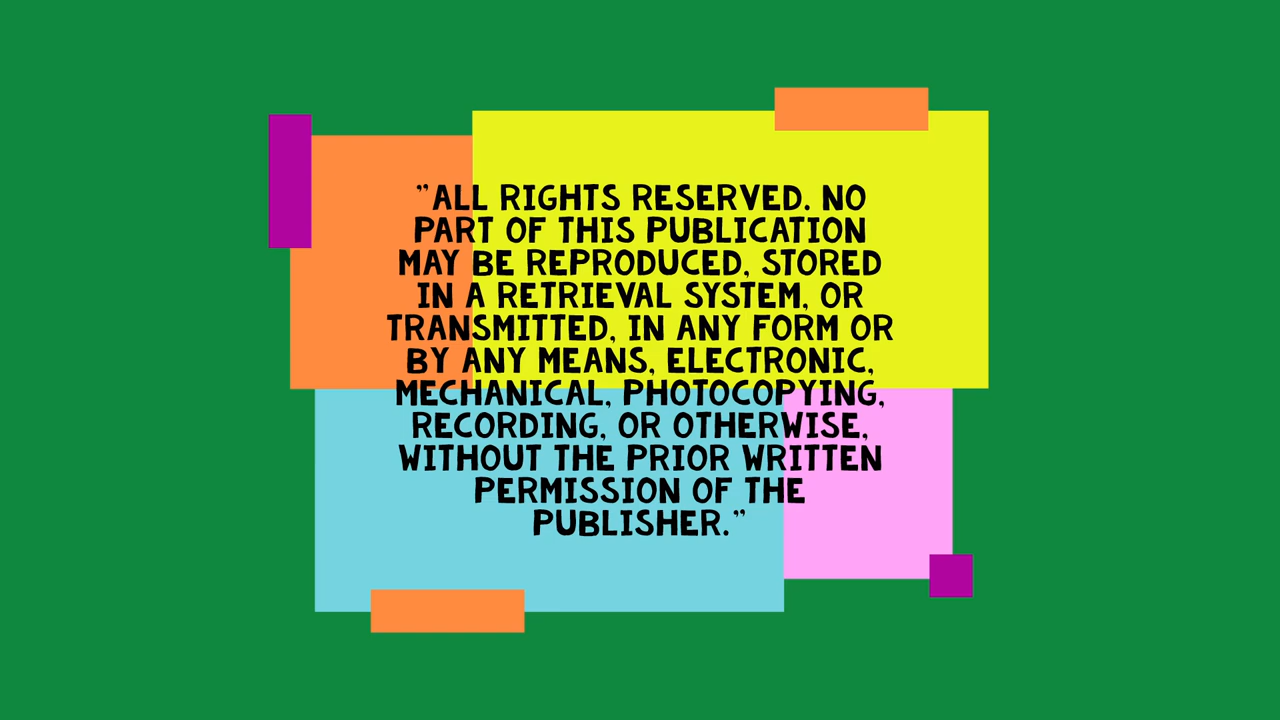 ”ALL RIGHTS RESERVED. NO
PART OF THIS PUBLICATION
MAY BE REPRODUCED, STORED
IN A RETRIEVAL SYSTEM, OR
TRANSMITTED, IN ANY FORM OR
BY ANY MEANS, ELECTRONIC,
MECHANICAL, PHOTOCOPYING,
RECORDING, OR OTHERWISE,
WITHOUT THE PRIOR WRITTEN
PERMISSION OF THE
PUBLISHER.”